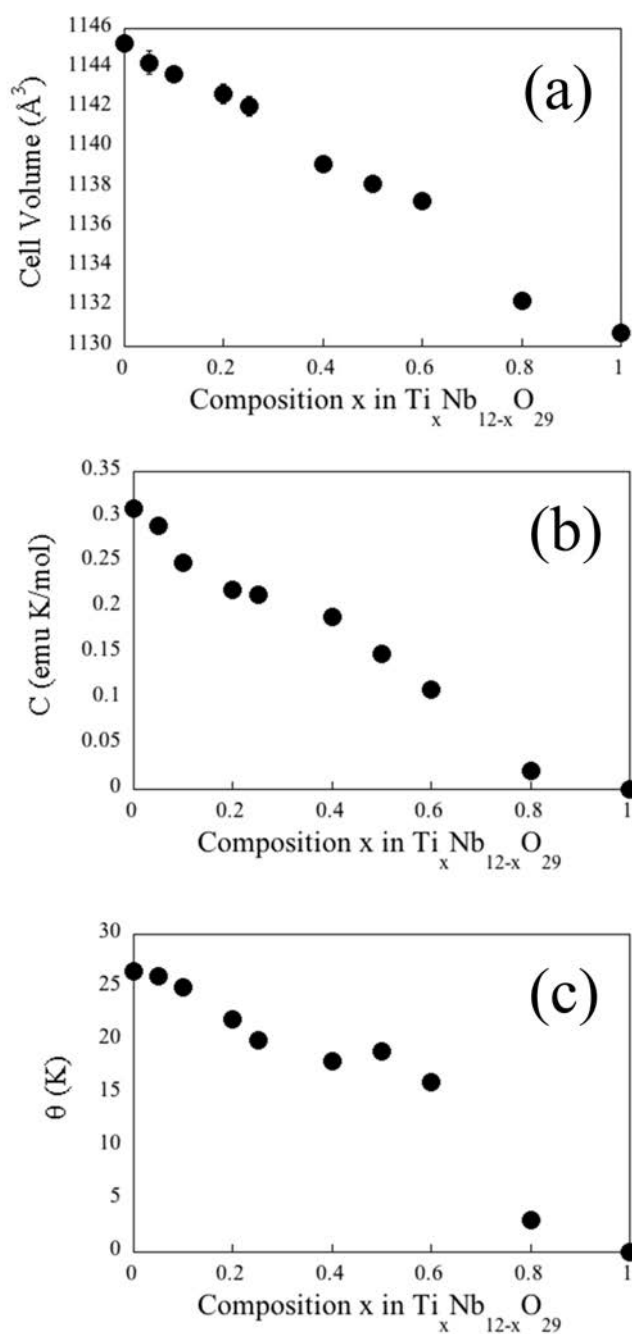 (a)
Cell Volume (Å³)
1146
1144
1142
1140
1138
1136
1134
1132
1130
0 0.2 0.4 0.6 0.8 1
Composition x in TiₓNb₁₂₋ₓO₂₉
(b)
C (emu K/mol)
0.35
0.3
0.25
0.2
0.15
0.1
0.05
0
0 0.2 0.4 0.6 0.8 1
Composition x in TiₓNb₁₂₋ₓO₂₉
(c)
θ (K)
30
25
20
15
10
5
0
0 0.2 0.4 0.6 0.8 1
Composition x in TiₓNb₁₂₋ₓO₂₉